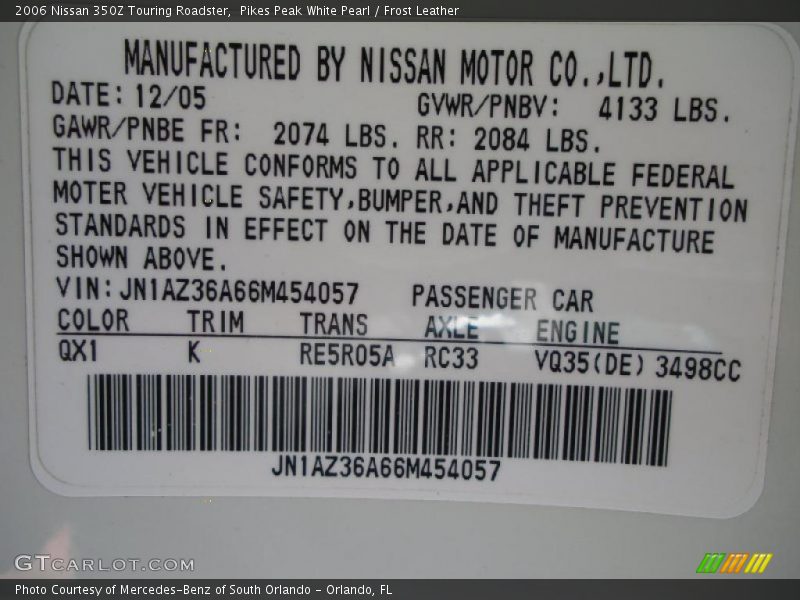 2006 Nissan 350Z Touring Roadster,  Pikes Peak White Pearl / Frost Leather
MANUFACTURED BY NISSAN MOTOR CO.,LTD.
DATE: 12/05 GVWR/PNBV: 4133 LBS.
GAWR/PNBE FR: 2074 LBS. RR: 2084 LBS.
THIS VEHICLE CONFORMS TO ALL APPLICABLE FEDERAL
MOTER VEHICLE SAFETY,BUMPER,AND THEFT PREVENTION
STANDARDS IN EFFECT ON THE DATE OF MANUFACTURE
SHOWN ABOVE.
VIN:JN1AZ36A66M454057 PASSENGER CAR
COLOR TRIM TRANS AXLE ENGINE
QX1 K RE5R05A RC33 VQ35(DE) 3498CC
JN1AZ36A66M454057
GTCARLOT.COM
Photo Courtesy of Mercedes-Benz of South Orlando - Orlando, FL